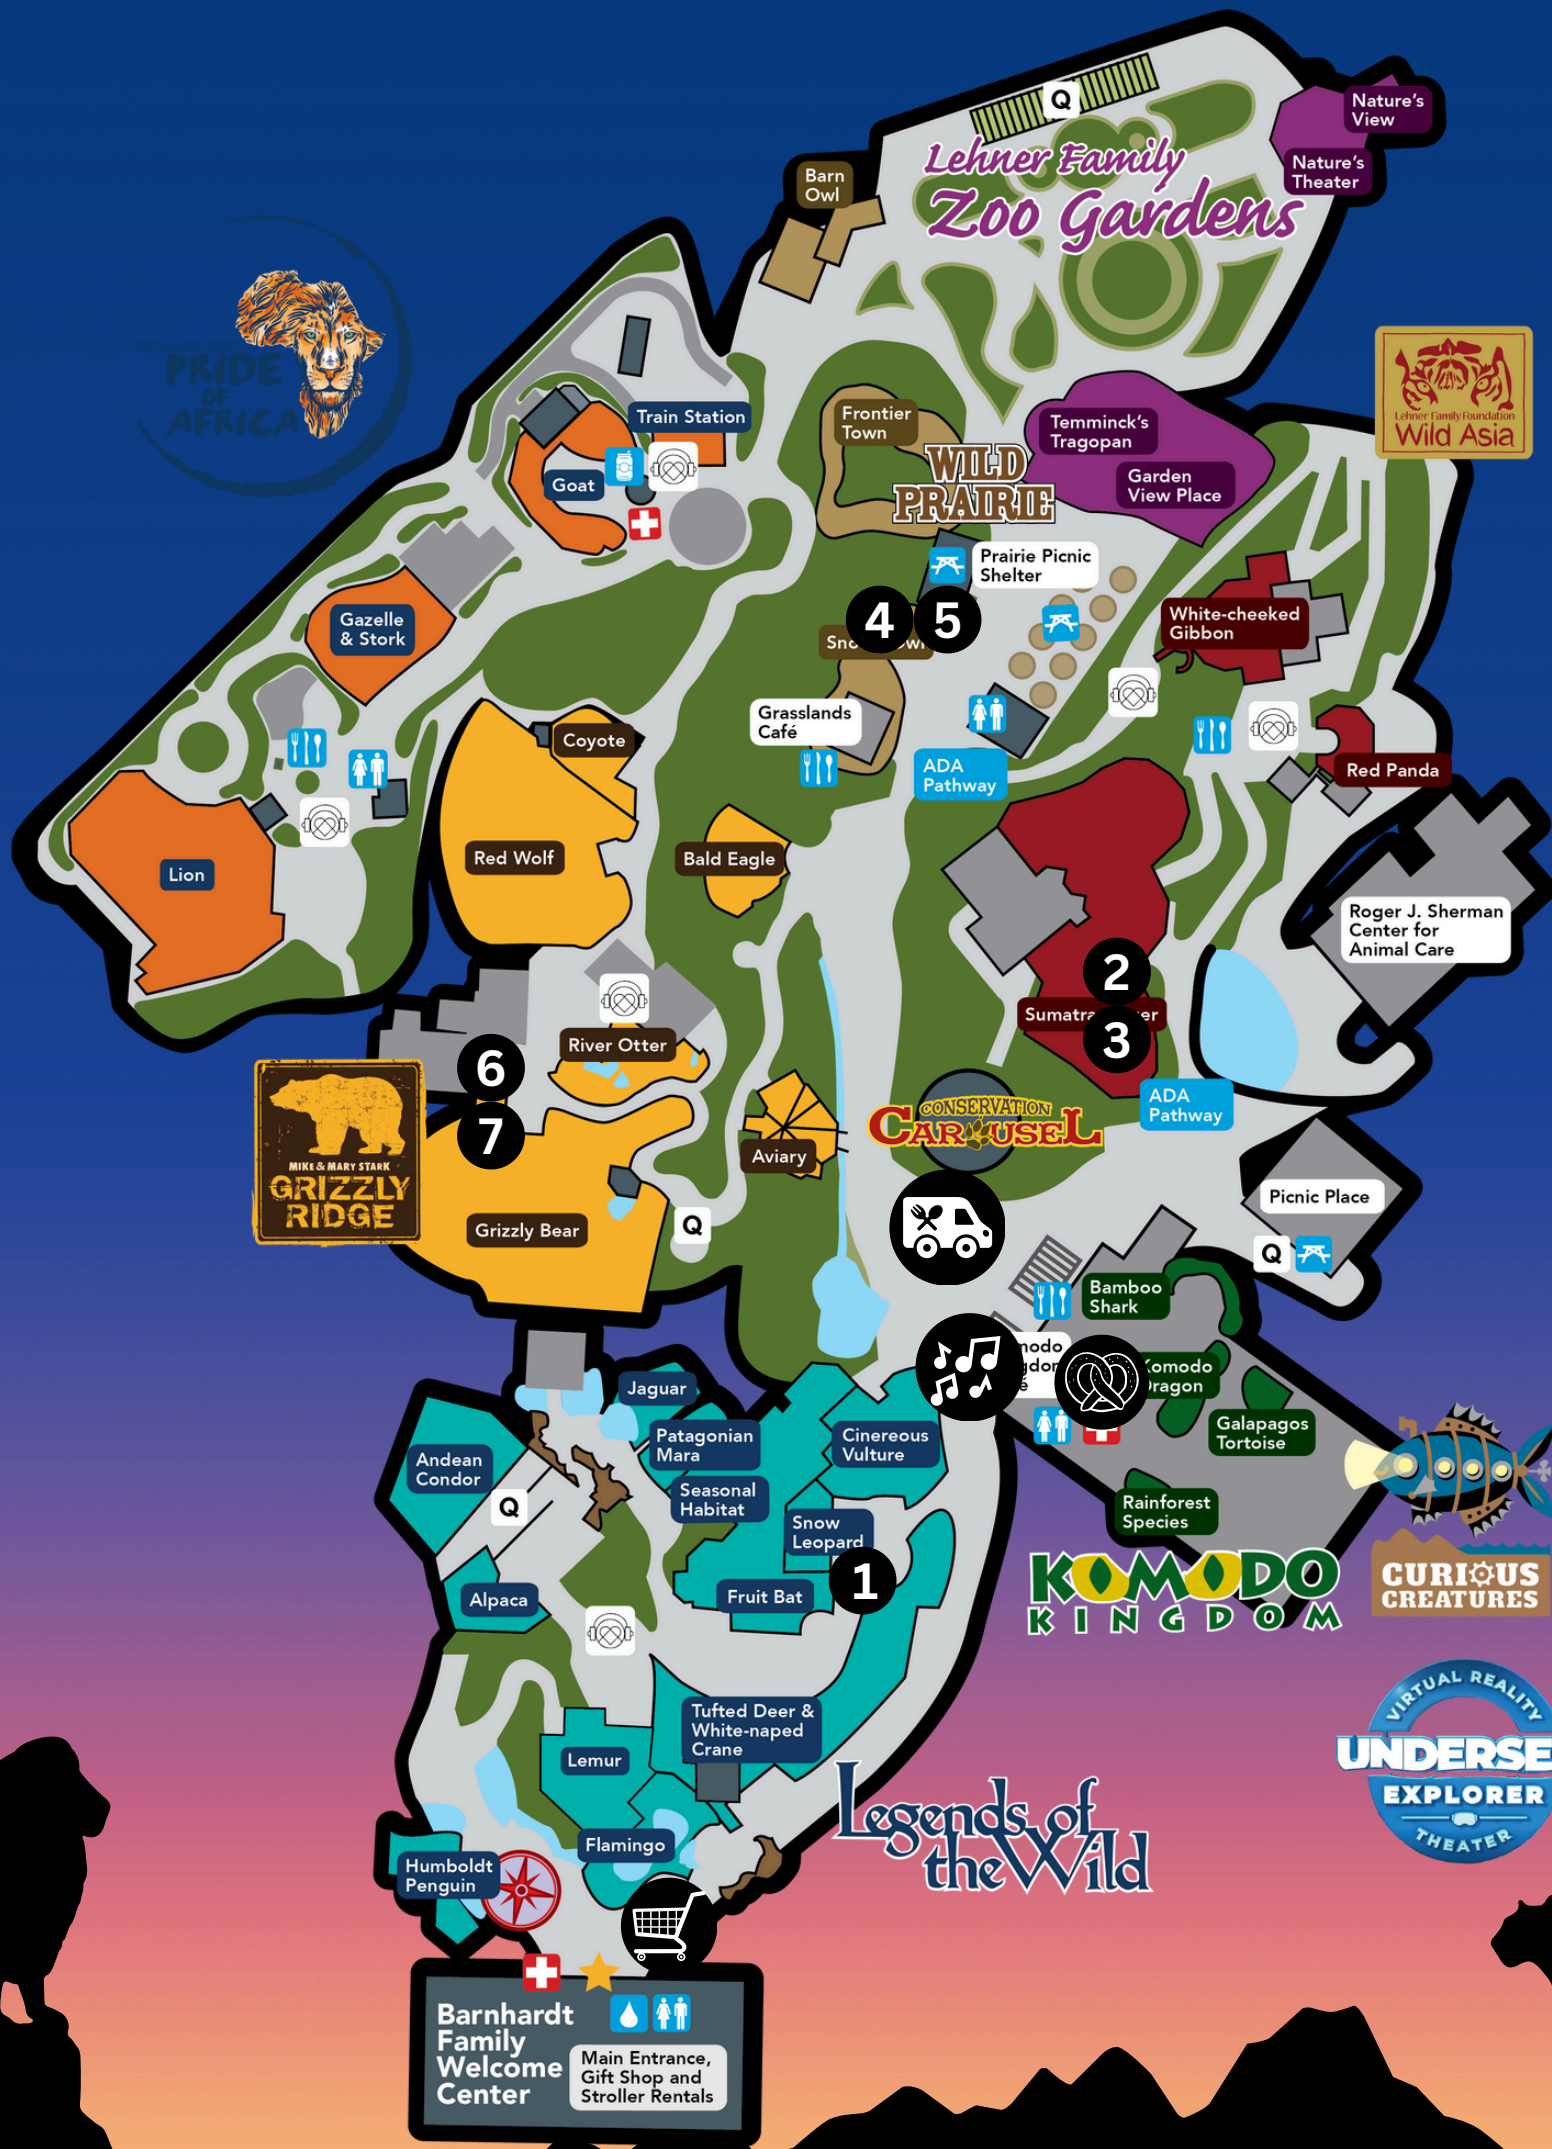 Nature's
View
Q
Lehner Family
Zoo Gardens
Nature's
Theater
Barn
Owl
PRIDE
OF
AFRICA
Lehner Family Foundation
Wild Asia
Train Station
Frontier
Town
Temminck's
Tragopan
WILD
PRAIRIE
Garden
View Place
Goat
Prairie Picnic
Shelter
Gazelle
& Stork
4
5
White-cheeked
Gibbon
Grasslands
Café
Coyote
ADA
Pathway
Red Panda
Red Wolf
Bald Eagle
Lion
Roger J. Sherman
Center for
Animal Care
2
3
River Otter
6
7
ADA
Pathway
CONSERVATION
CAROUSEL
Aviary
MIKE & MARY STARK
GRIZZLY
RIDGE
Grizzly Bear
Q
Picnic Place
Q
Bamboo
Shark
Komodo
Dragon
Galapagos
Tortoise
Jaguar
Patagonian
Mara
Cinereous
Vulture
Andean
Condor
Seasonal
Habitat
Q
Snow
Leopard
Rainforest
Species
1
Fruit Bat
Alpaca
KOMODO
KINGDOM
CURIOUS
CREATURES
Tufted Deer &
White-naped
Crane
Lemur
VIRTUAL REALITY
UNDERSE
EXPLORER
THEATER
Legends of
the Wild
Flamingo
Humboldt
Penguin
Barnhardt
Family
Welcome
Center
Main Entrance,
Gift Shop and
Stroller Rentals